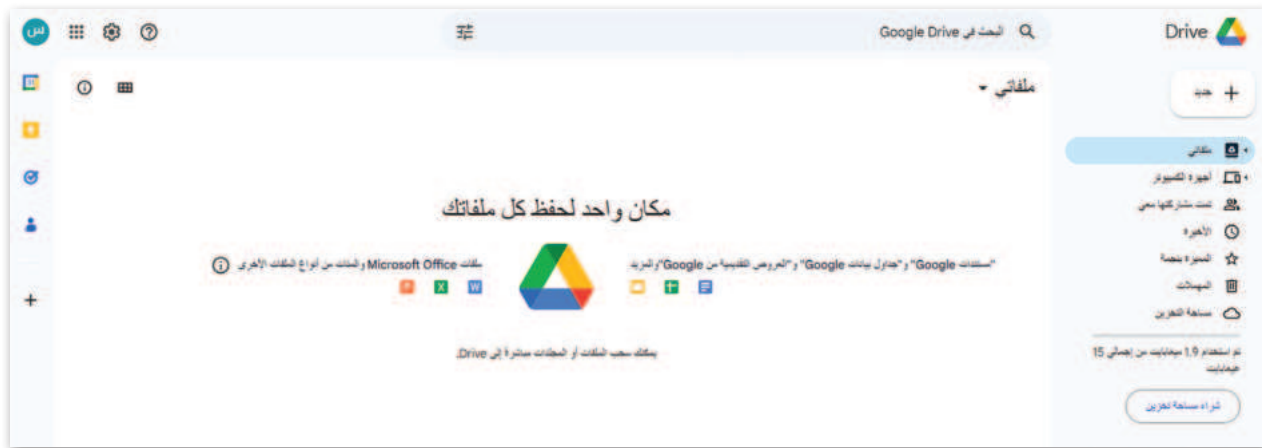 Drive
البحث في Google Drive
س
جديد
ملفاتي
ملفاتي
أجهزة الكمبيوتر
تمت مشاركتها معي
الأخيرة
المميزة بنجمة
المهملات
مساحة التخزين
تم استخدام 1.9 ميغابايت من إجمالي 15
غيغابايت
شراء مساحة تخزين
مكان واحد لحفظ كل ملفاتك
"مستندات Google" و"جداول بيانات Google" و"العروض التقديمية من Google" والمزيد
ملفات Microsoft Office والمئات من أنواع الملفات الأخرى
W
X
P
يمكنك سحب الملفات أو المجلدات مباشرةً إلى Drive.
31